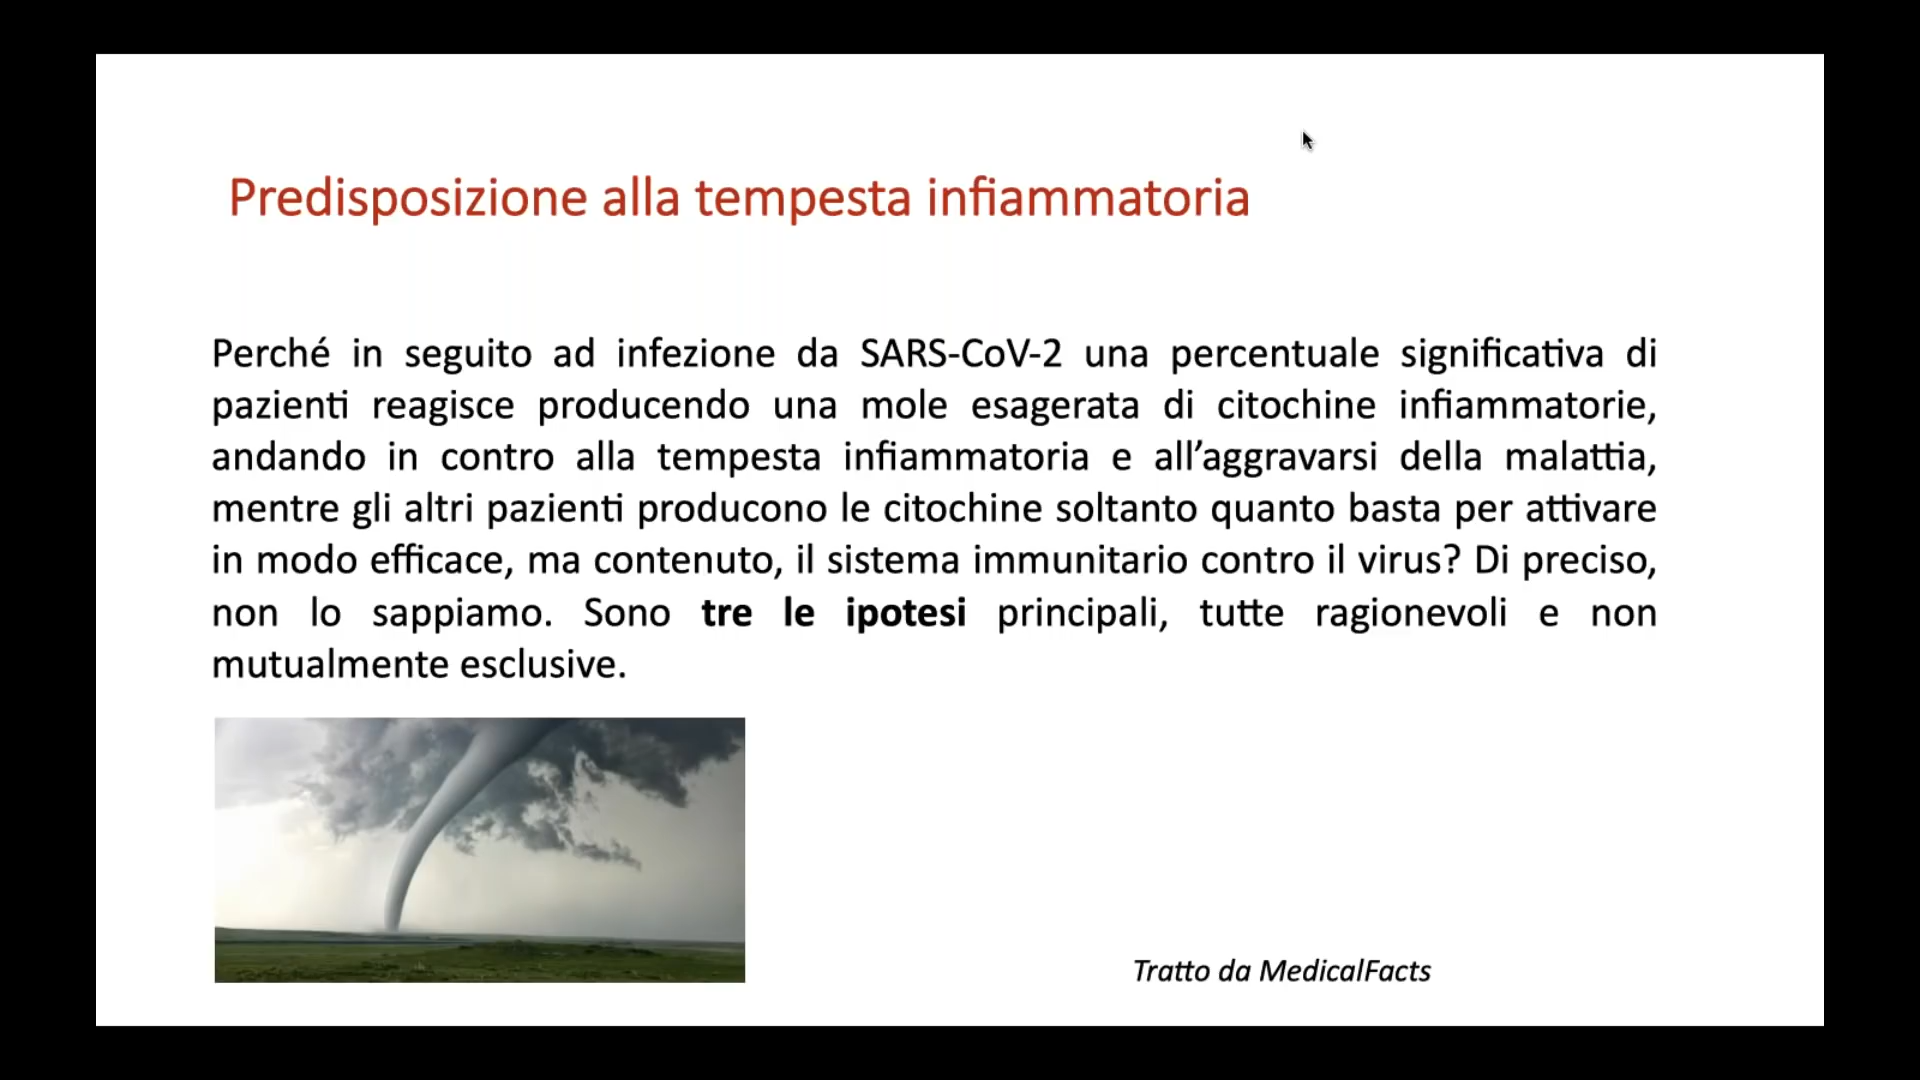 Predisposizione alla tempesta infiammatoria
Perché in seguito ad infezione da SARS-CoV-2 una percentuale significativa di
pazienti reagisce producendo una mole esagerata di citochine infiammatorie,
andando in contro alla tempesta infiammatoria e all’aggravarsi della malattia,
mentre gli altri pazienti producono le citochine soltanto quanto basta per attivare
in modo efficace, ma contenuto, il sistema immunitario contro il virus? Di preciso,
non lo sappiamo. Sono tre le ipotesi principali, tutte ragionevoli e non
mutualmente esclusive.
Tratto da MedicalFacts